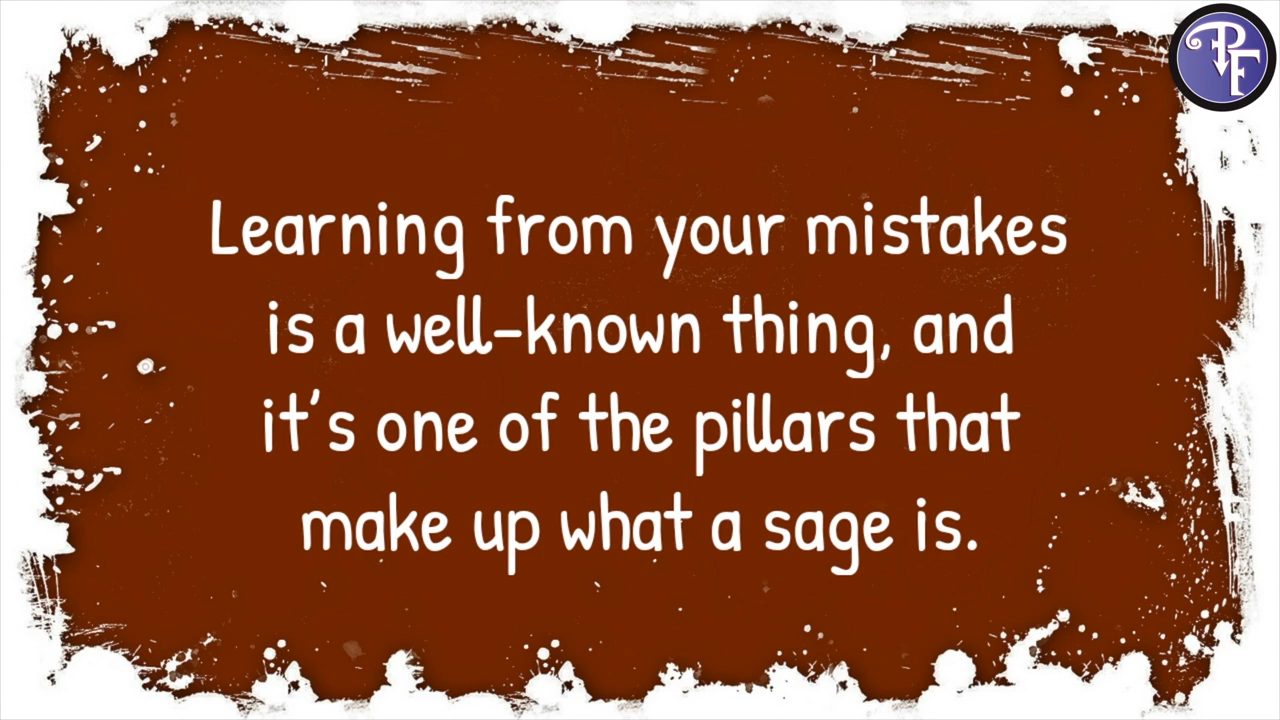 Learning from your mistakes
is a well-known thing, and
it's one of the pillars that
make up what a sage is.
PF